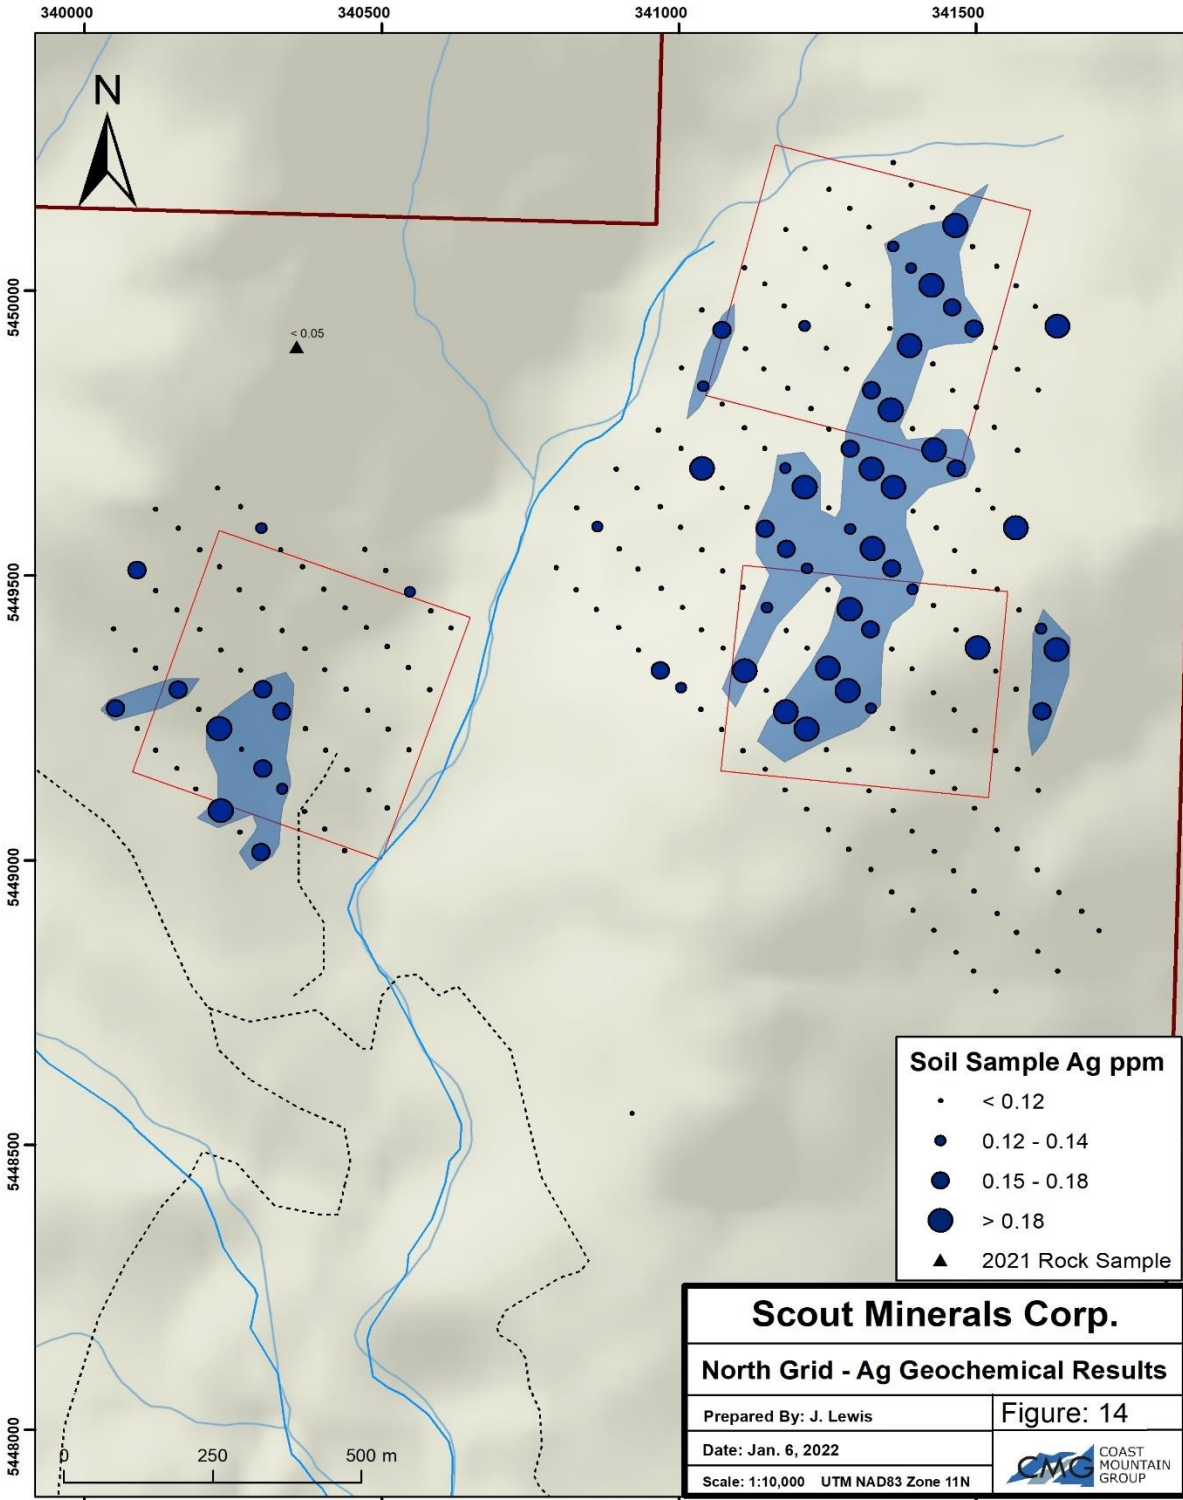 340000 340500 341000 341500
N
5450000
< 0.05
5449500
5449000
5448500
5448000
Soil Sample Ag ppm
< 0.12
0.12 - 0.14
0.15 - 0.18
> 0.18
2021 Rock Sample
Scout Minerals Corp.
North Grid - Ag Geochemical Results
Prepared By: J. Lewis
Figure: 14
Date: Jan. 6, 2022
Scale: 1:10,000 UTM NAD83 Zone 11N
CMG
COAST
MOUNTAIN
GROUP
0 250 500 m